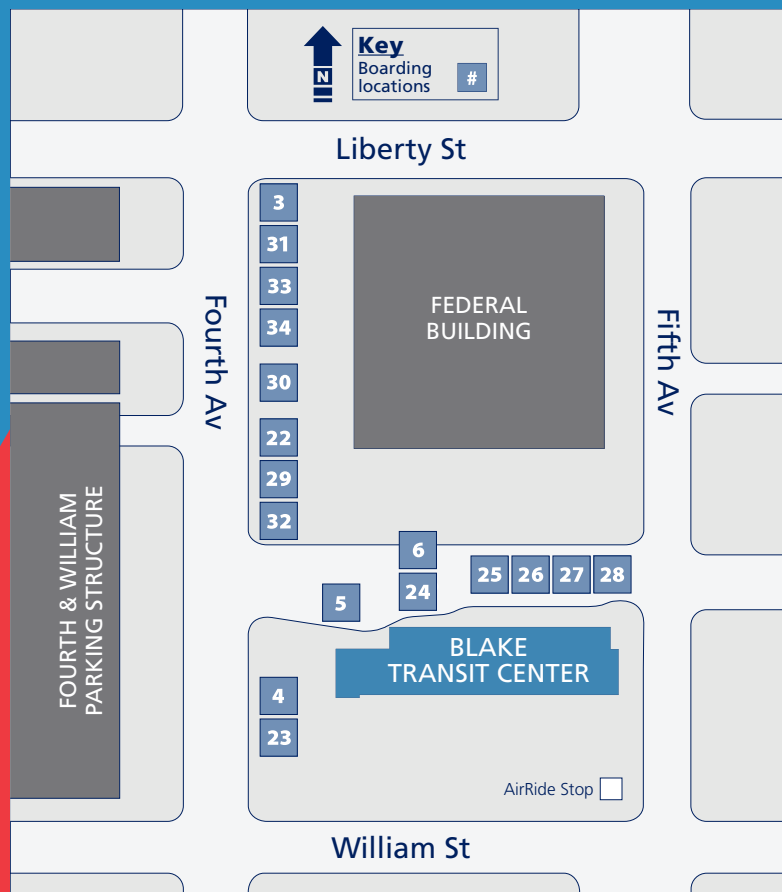 N
Key
Boarding
locations
#
Liberty St
3
31
33
34
30
22
29
32
FEDERAL
BUILDING
Fourth Av
Fifth Av
FOURTH & WILLIAM
PARKING STRUCTURE
6
24
5
25 26 27 28
BLAKE
TRANSIT CENTER
4
23
AirRide Stop
William St